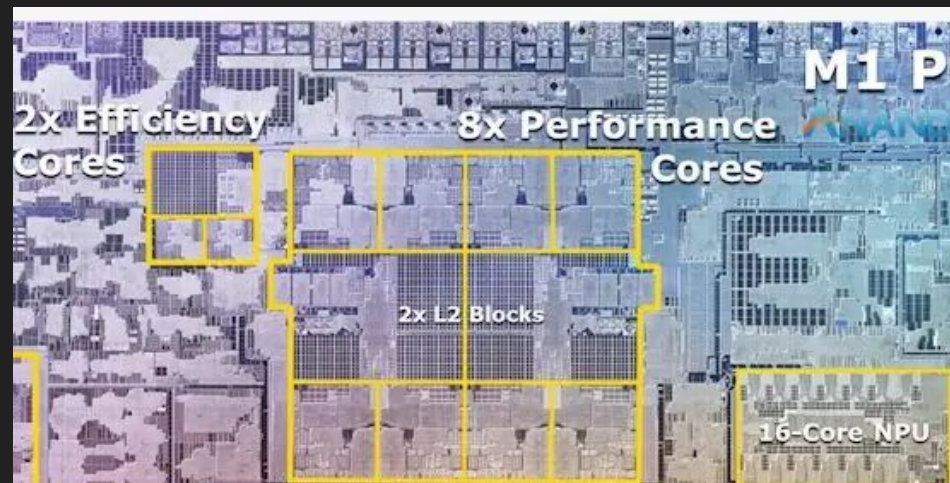 M1 P
2x Efficiency
Cores
8x Performance
Cores
2x L2 Blocks
16-Core NPU